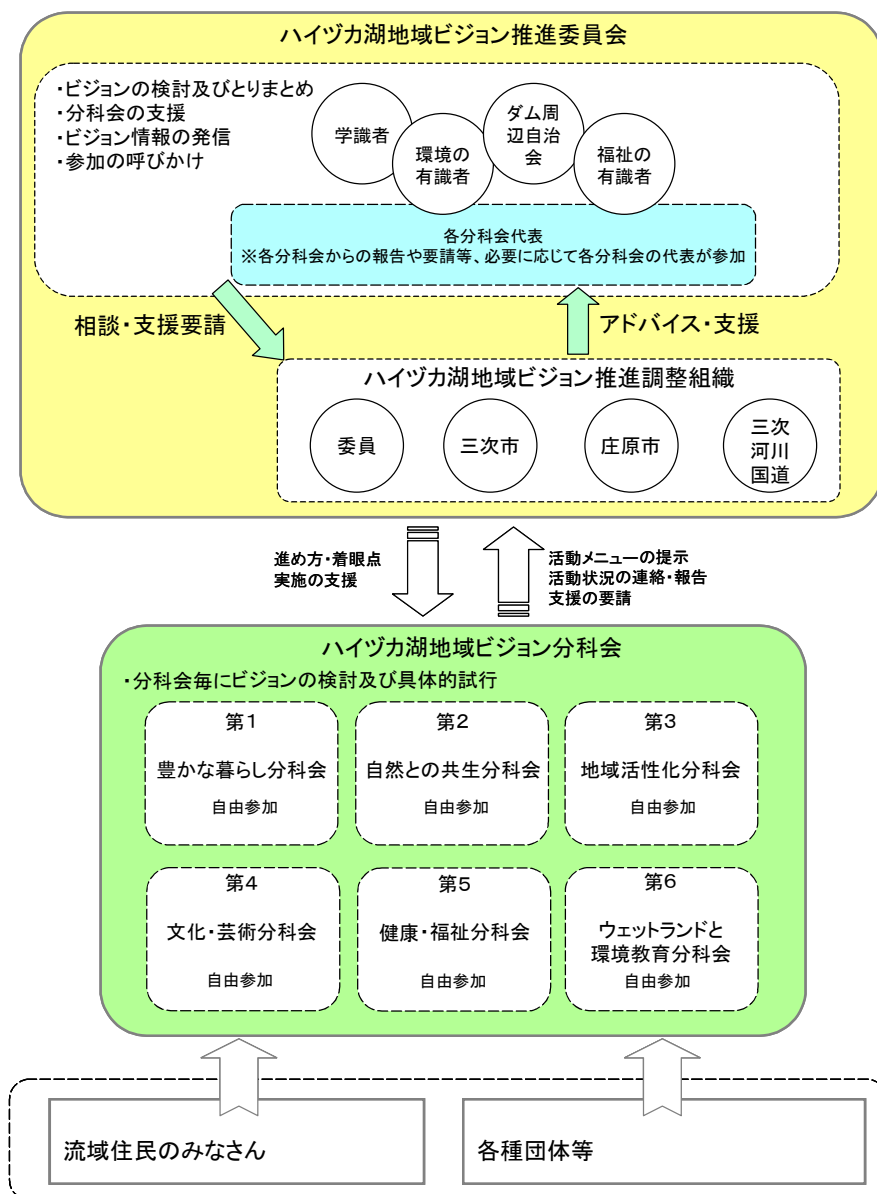 ハイヅカ湖地域ビジョン推進委員会
・ビジョンの検討及びとりまとめ
・分科会の支援
・ビジョン情報の発信
・参加の呼びかけ
学識者
環境の
有識者
ダム周
辺自治
会
福祉の
有識者
各分科会代表
※各分科会からの報告や要請等、必要に応じて各分科会の代表が参加
相談・支援要請
アドバイス・支援
ハイヅカ湖地域ビジョン推進調整組織
委員
三次市
庄原市
三次
河川
国道
進め方・着眼点
実施の支援
活動メニューの提示
活動状況の連絡・報告
支援の要請
ハイヅカ湖地域ビジョン分科会
・分科会毎にビジョンの検討及び具体的試行
第1
豊かな暮らし分科会
自由参加
第2
自然との共生分科会
自由参加
第3
地域活性化分科会
自由参加
第4
文化・芸術分科会
自由参加
第5
健康・福祉分科会
自由参加
第6
ウェットランドと
環境教育分科会
自由参加
流域住民のみなさん
各種団体等